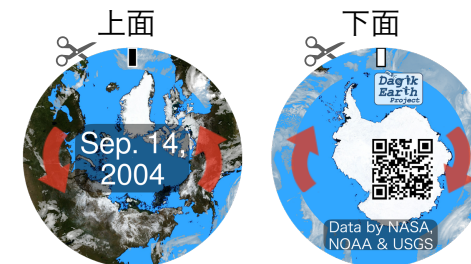 上面
下面
Sep. 14,
2004
Dagik
Earth
Project
Data by NASA,
NOAA & USGS